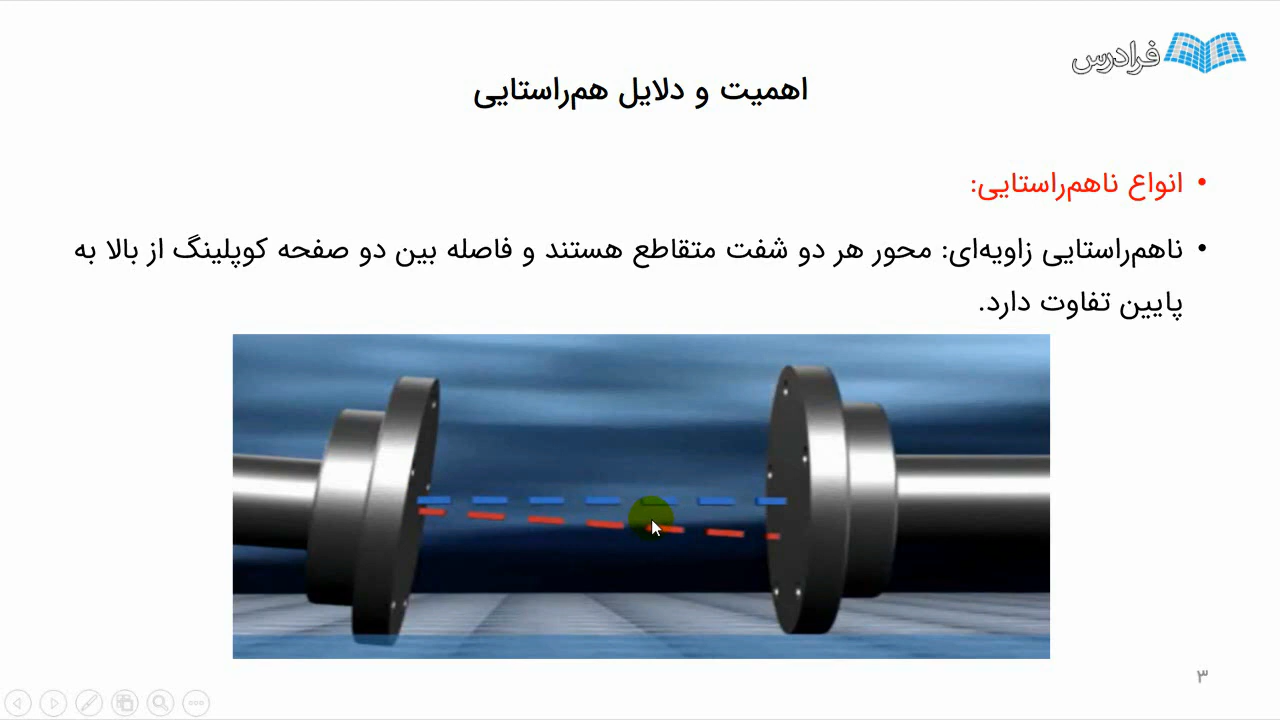 فرادرس
اهمیت و دلایل هم‌راستایی
• انواع ناهم‌راستایی:
• ناهم‌راستایی زاویه‌ای: محور هر دو شفت متقاطع هستند و فاصله بین دو صفحه کوپلینگ از بالا به
پایین تفاوت دارد.
۳